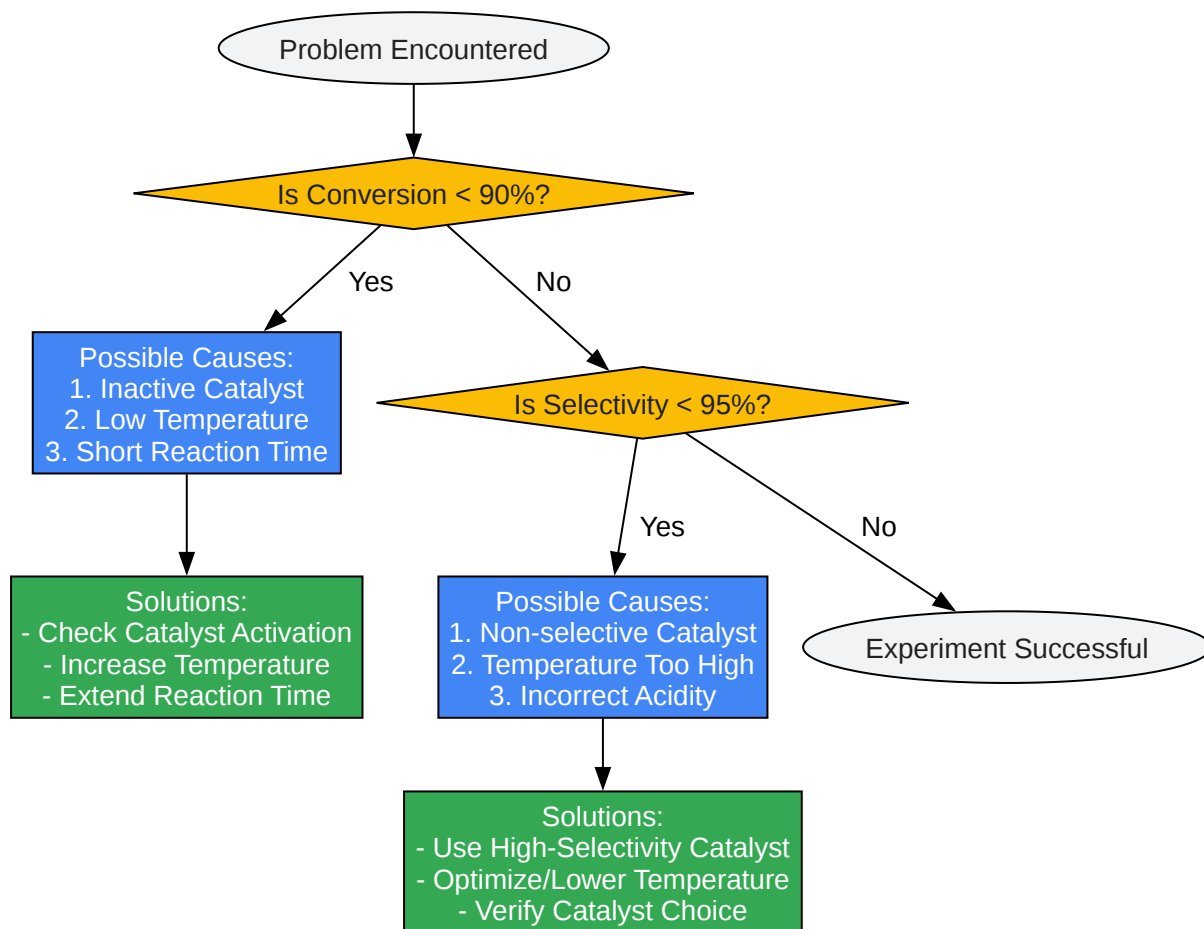 Problem Encountered
Is Conversion < 90%?
Yes
No
Possible Causes:
1. Inactive Catalyst
2. Low Temperature
3. Short Reaction Time
Is Selectivity < 95%?
Yes
No
Solutions:
- Check Catalyst Activation
- Increase Temperature
- Extend Reaction Time
Possible Causes:
1. Non-selective Catalyst
2. Temperature Too High
3. Incorrect Acidity
Experiment Successful
Solutions:
- Use High-Selectivity Catalyst
- Optimize/Lower Temperature
- Verify Catalyst Choice